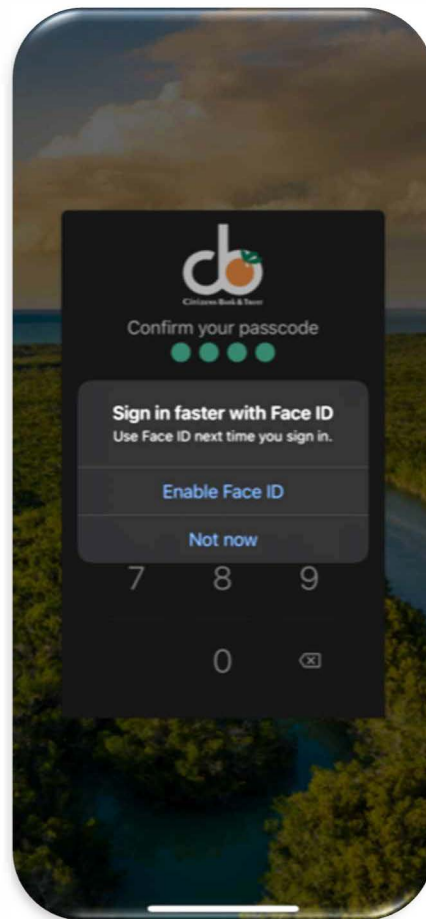 cb
Citizens Bank & Trust
Confirm your passcode
Sign in faster with Face ID
Use Face ID next time you sign in.
Enable Face ID
Not now
7 8 9
0